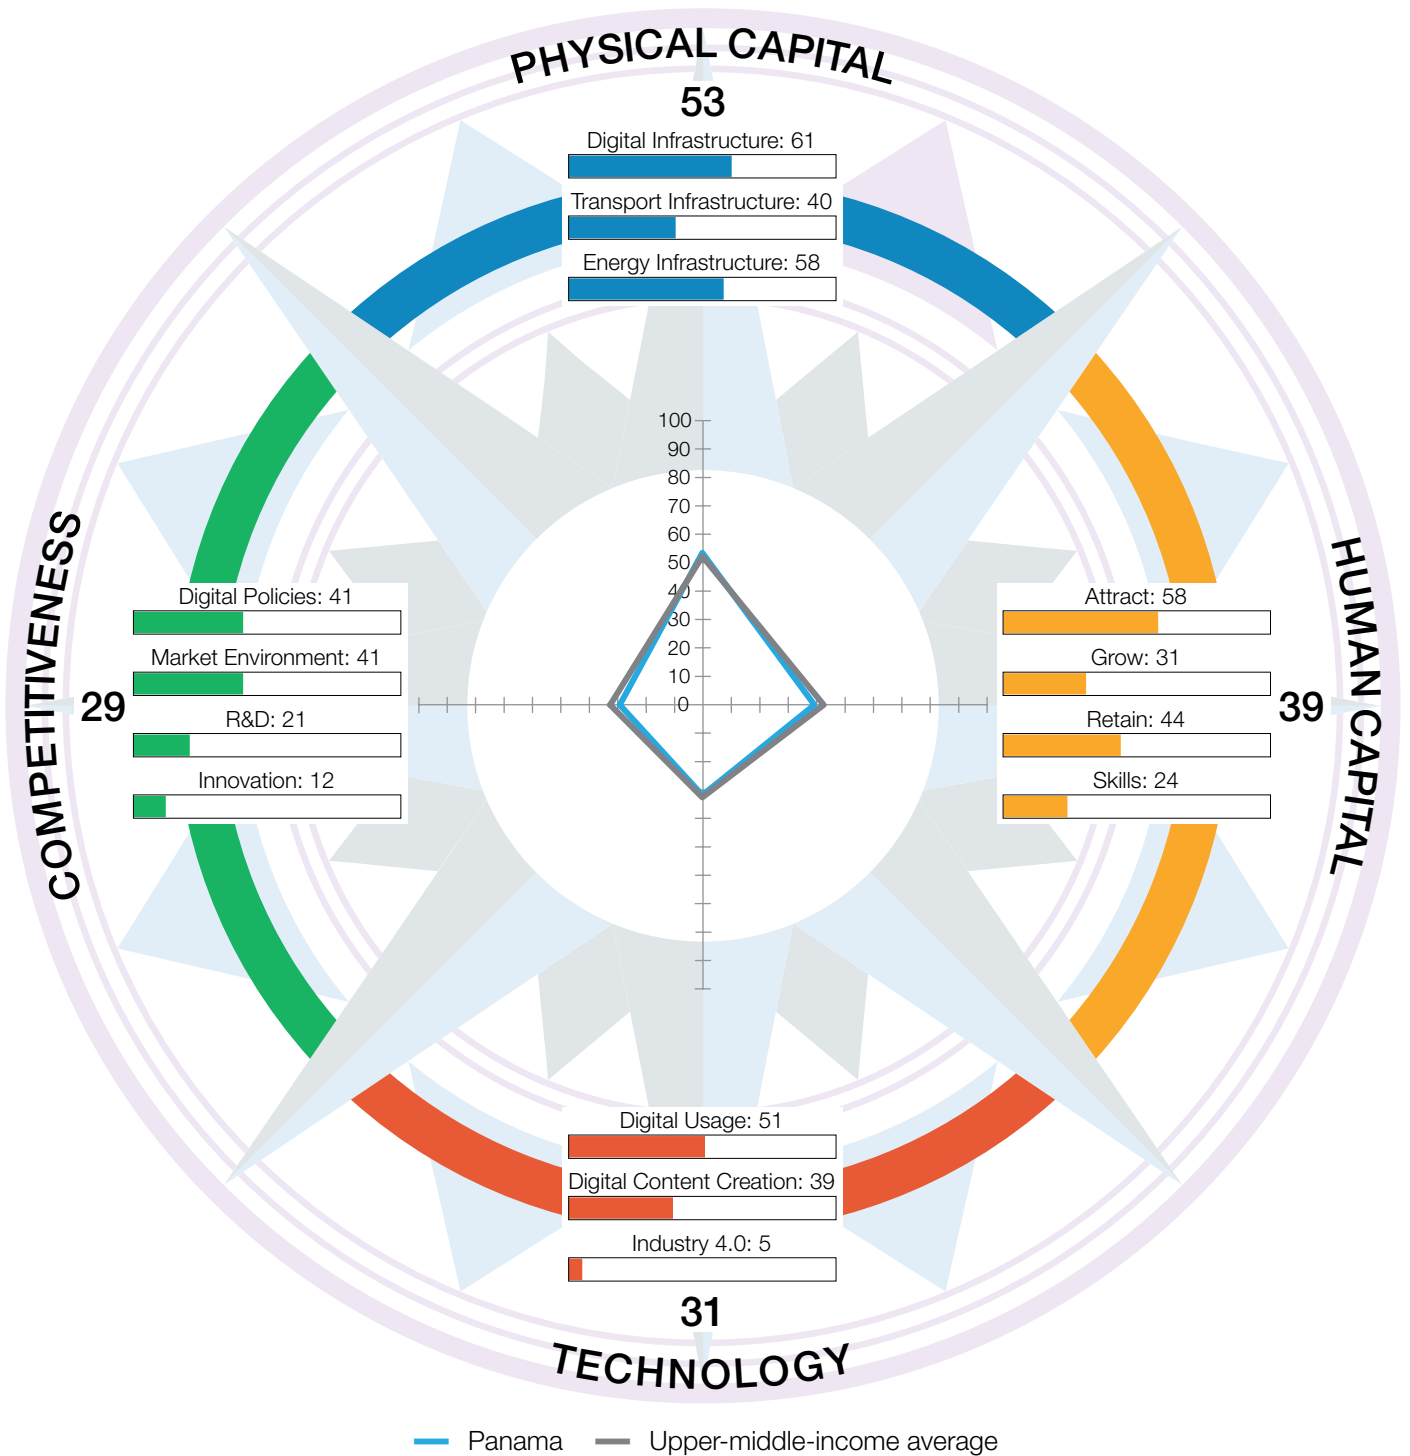 PHYSICAL CAPITAL
53
Digital Infrastructure: 61
Transport Infrastructure: 40
Energy Infrastructure: 58
100
90
80
70
60
50
40
30
20
10
0
COMPETITIVENESS
29
Digital Policies: 41
Market Environment: 41
R&D: 21
Innovation: 12
HUMAN CAPITAL
39
Attract: 58
Grow: 31
Retain: 44
Skills: 24
Digital Usage: 51
Digital Content Creation: 39
Industry 4.0: 5
31
TECHNOLOGY
Panama
Upper-middle-income average